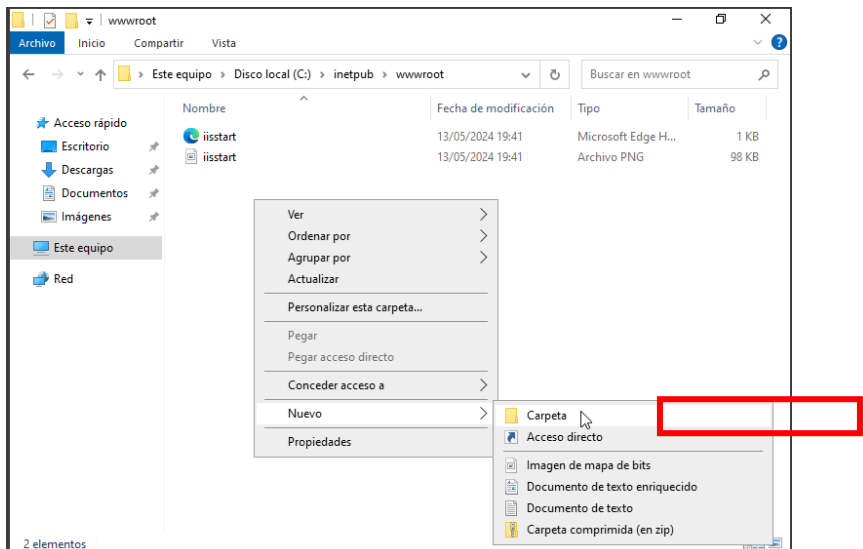 wwwroot
Archivo Inicio Compartir Vista
Este equipo > Disco local (C:) > inetpub > wwwroot
Buscar en wwwroot
Nombre Fecha de modificación Tipo Tamaño
Acceso rápido
Escritorio
Descargas
Documentos
Imágenes
Este equipo
Red
iisstart 13/05/2024 19:41 Microsoft Edge H... 1 KB
iisstart 13/05/2024 19:41 Archivo PNG 98 KB
Ver
Ordenar por
Agrupar por
Actualizar
Personalizar esta carpeta...
Pegar
Pegar acceso directo
Conceder acceso a
Nuevo
Propiedades
Carpeta
Acceso directo
Imagen de mapa de bits
Documento de texto enriquecido
Documento de texto
Carpeta comprimida (en zip)
2 elementos